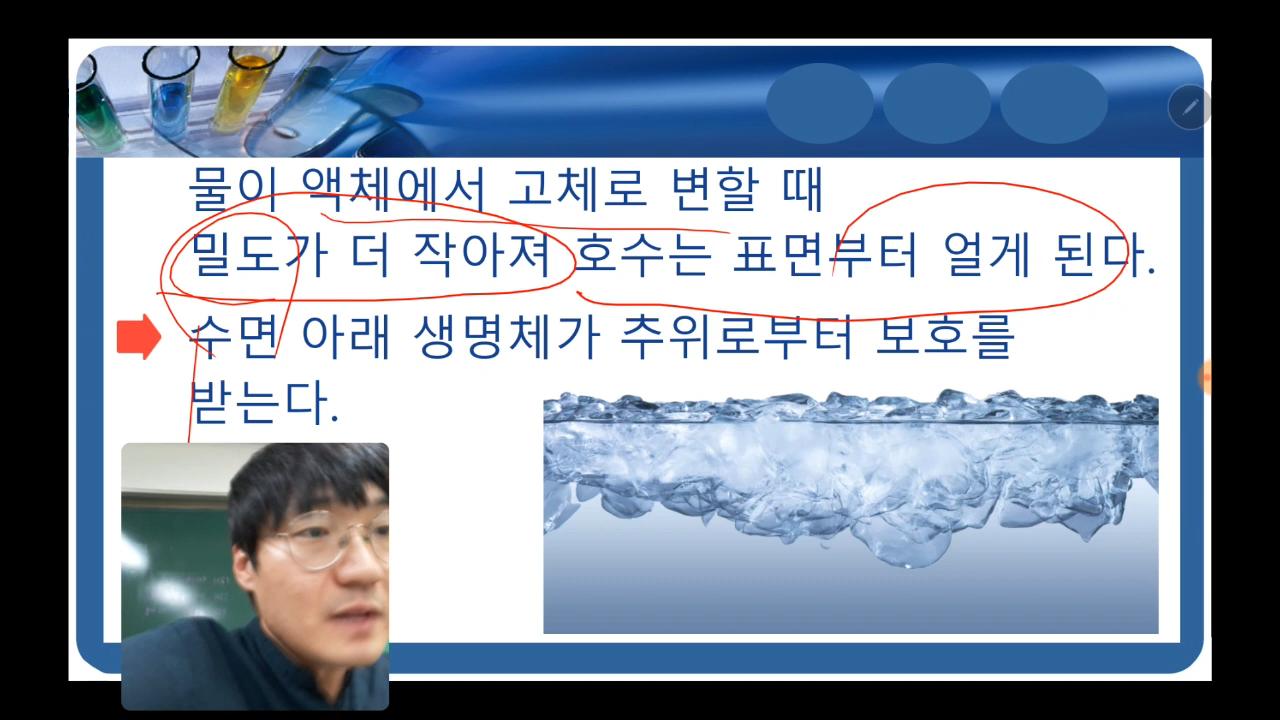 물이 액체에서 고체로 변할 때
밀도가 더 작아져 호수는 표면부터 얼게 된다.
수면 아래 생명체가 추위로부터 보호를
받는다.